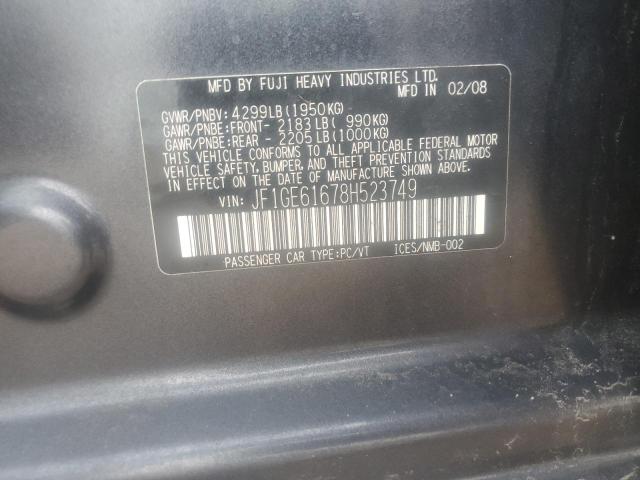 MFD BY FUJI HEAVY INDUSTRIES LTD.
MFD IN 02/08
GVWR/PNBV: 4299LB(1950KG)
GAWR/PNBE:FRONT- 2183LB( 990KG)
GAWR/PNBE:REAR - 2205LB(1000KG)
THIS VEHICLE CONFORMS TO ALL APPLICABLE FEDERAL MOTOR
VEHICLE SAFETY, BUMPER, AND THEFT PREVENTION STANDARDS
IN EFFECT ON THE DATE OF MANUFACTURE SHOWN ABOVE.
VIN: JF1GE61678H523749
PASSENGER CAR TYPE:PC/VT ICES/NMB-002